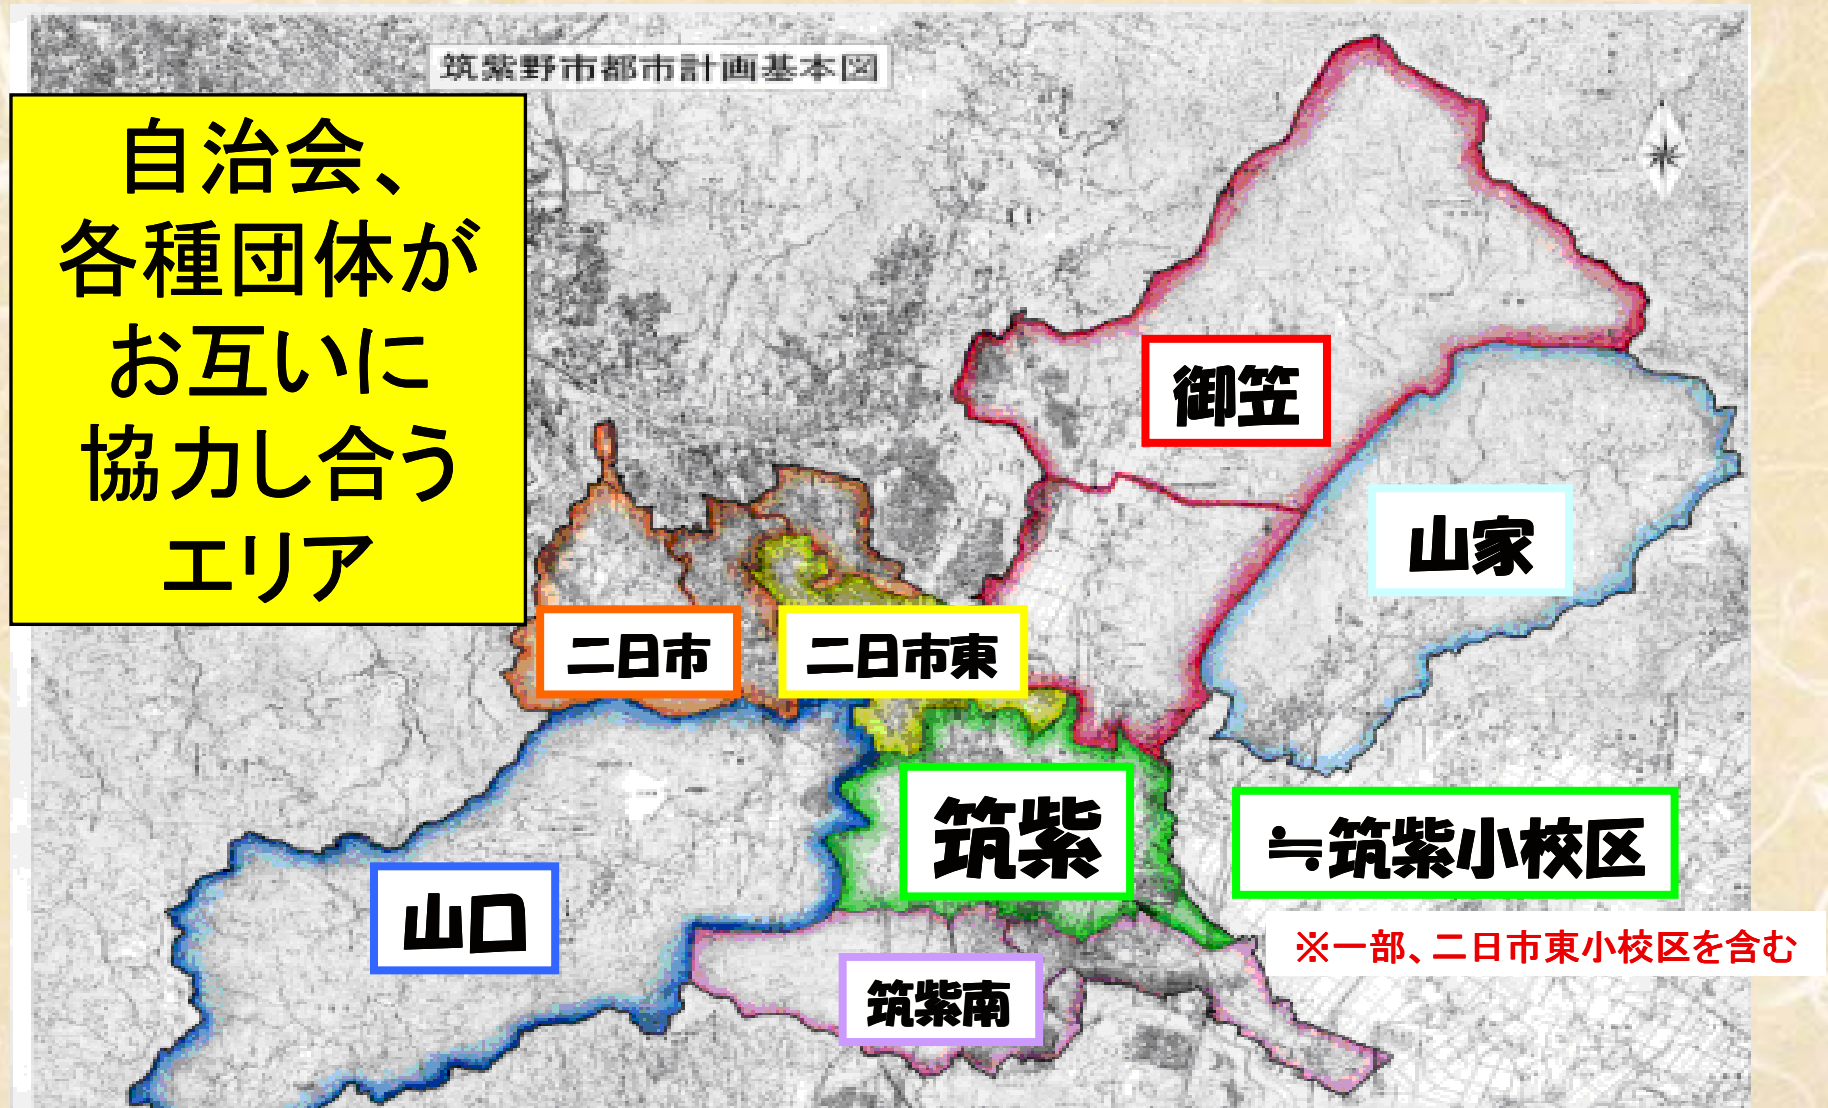 筑紫野市都市計画基本図
自治会、
各種団体が
お互いに
協力し合う
エリア
御笠
山家
二日市
二日市東
筑紫
≒筑紫小校区
山口
※一部、二日市東小校区を含む
筑紫南